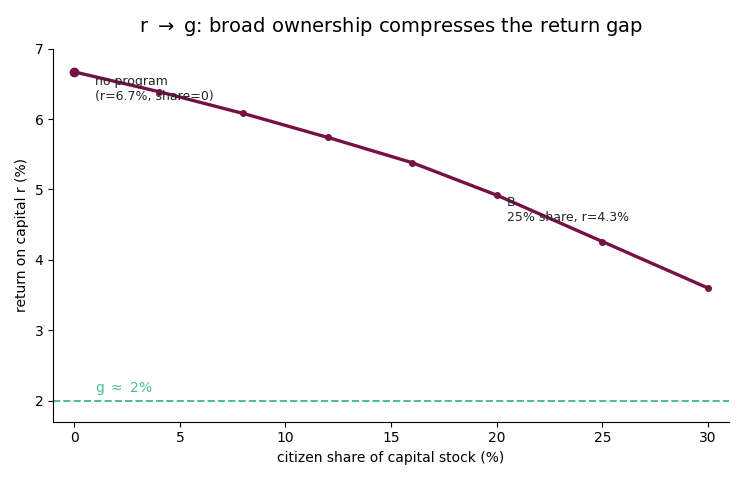 r → g: broad ownership compresses the return gap
7
6
5
4
3
2
return on capital r (%)
no program
(r=6.7%, share=0)
B
25% share, r=4.3%
g ≈ 2%
0 5 10 15 20 25 30
citizen share of capital stock (%)